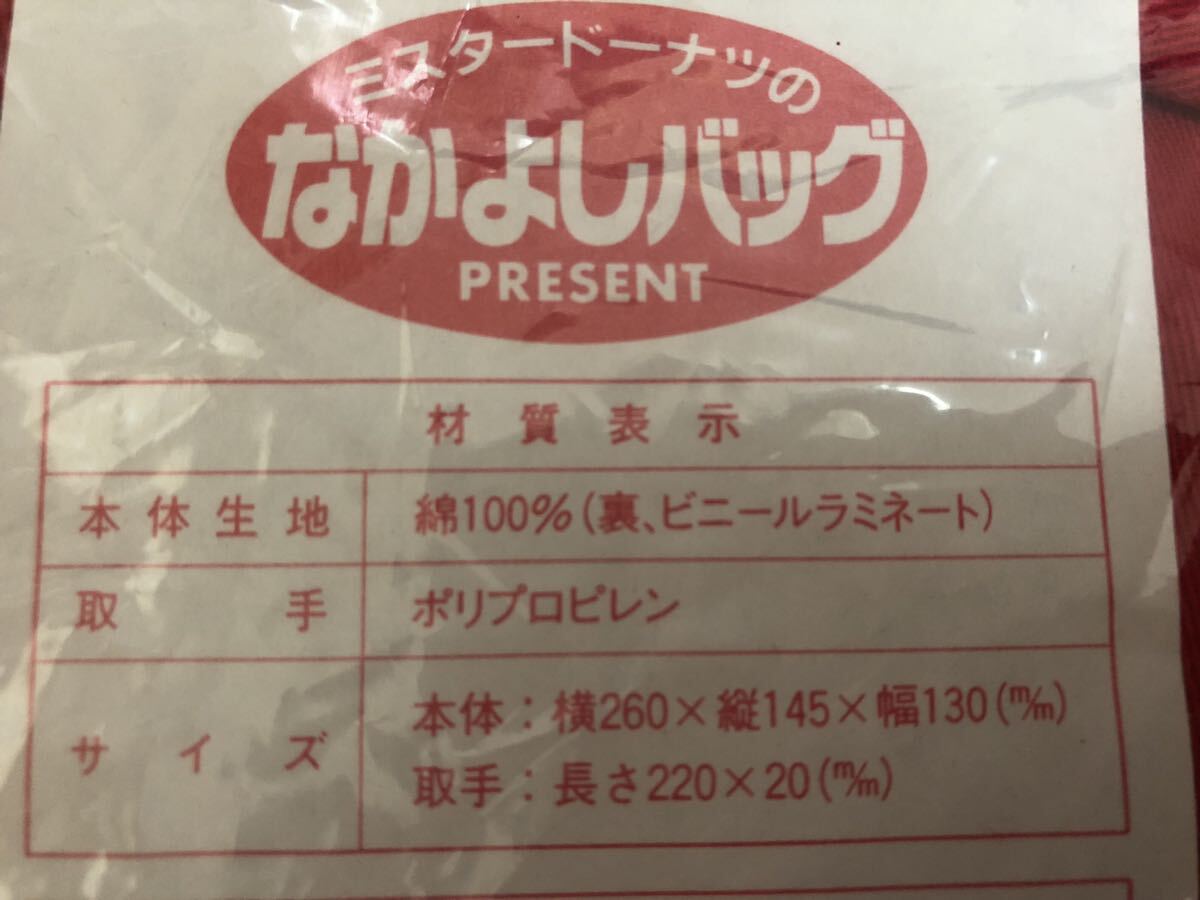 ミスタードーナツの
なかよしバッグ
PRESENT
材質表示
本体生地 綿100%(裏、ビニールラミネート)
取手 ポリプロピレン
サイズ 本体:横260×縦145×幅130(m/m)
取手:長さ220×20(m/m)